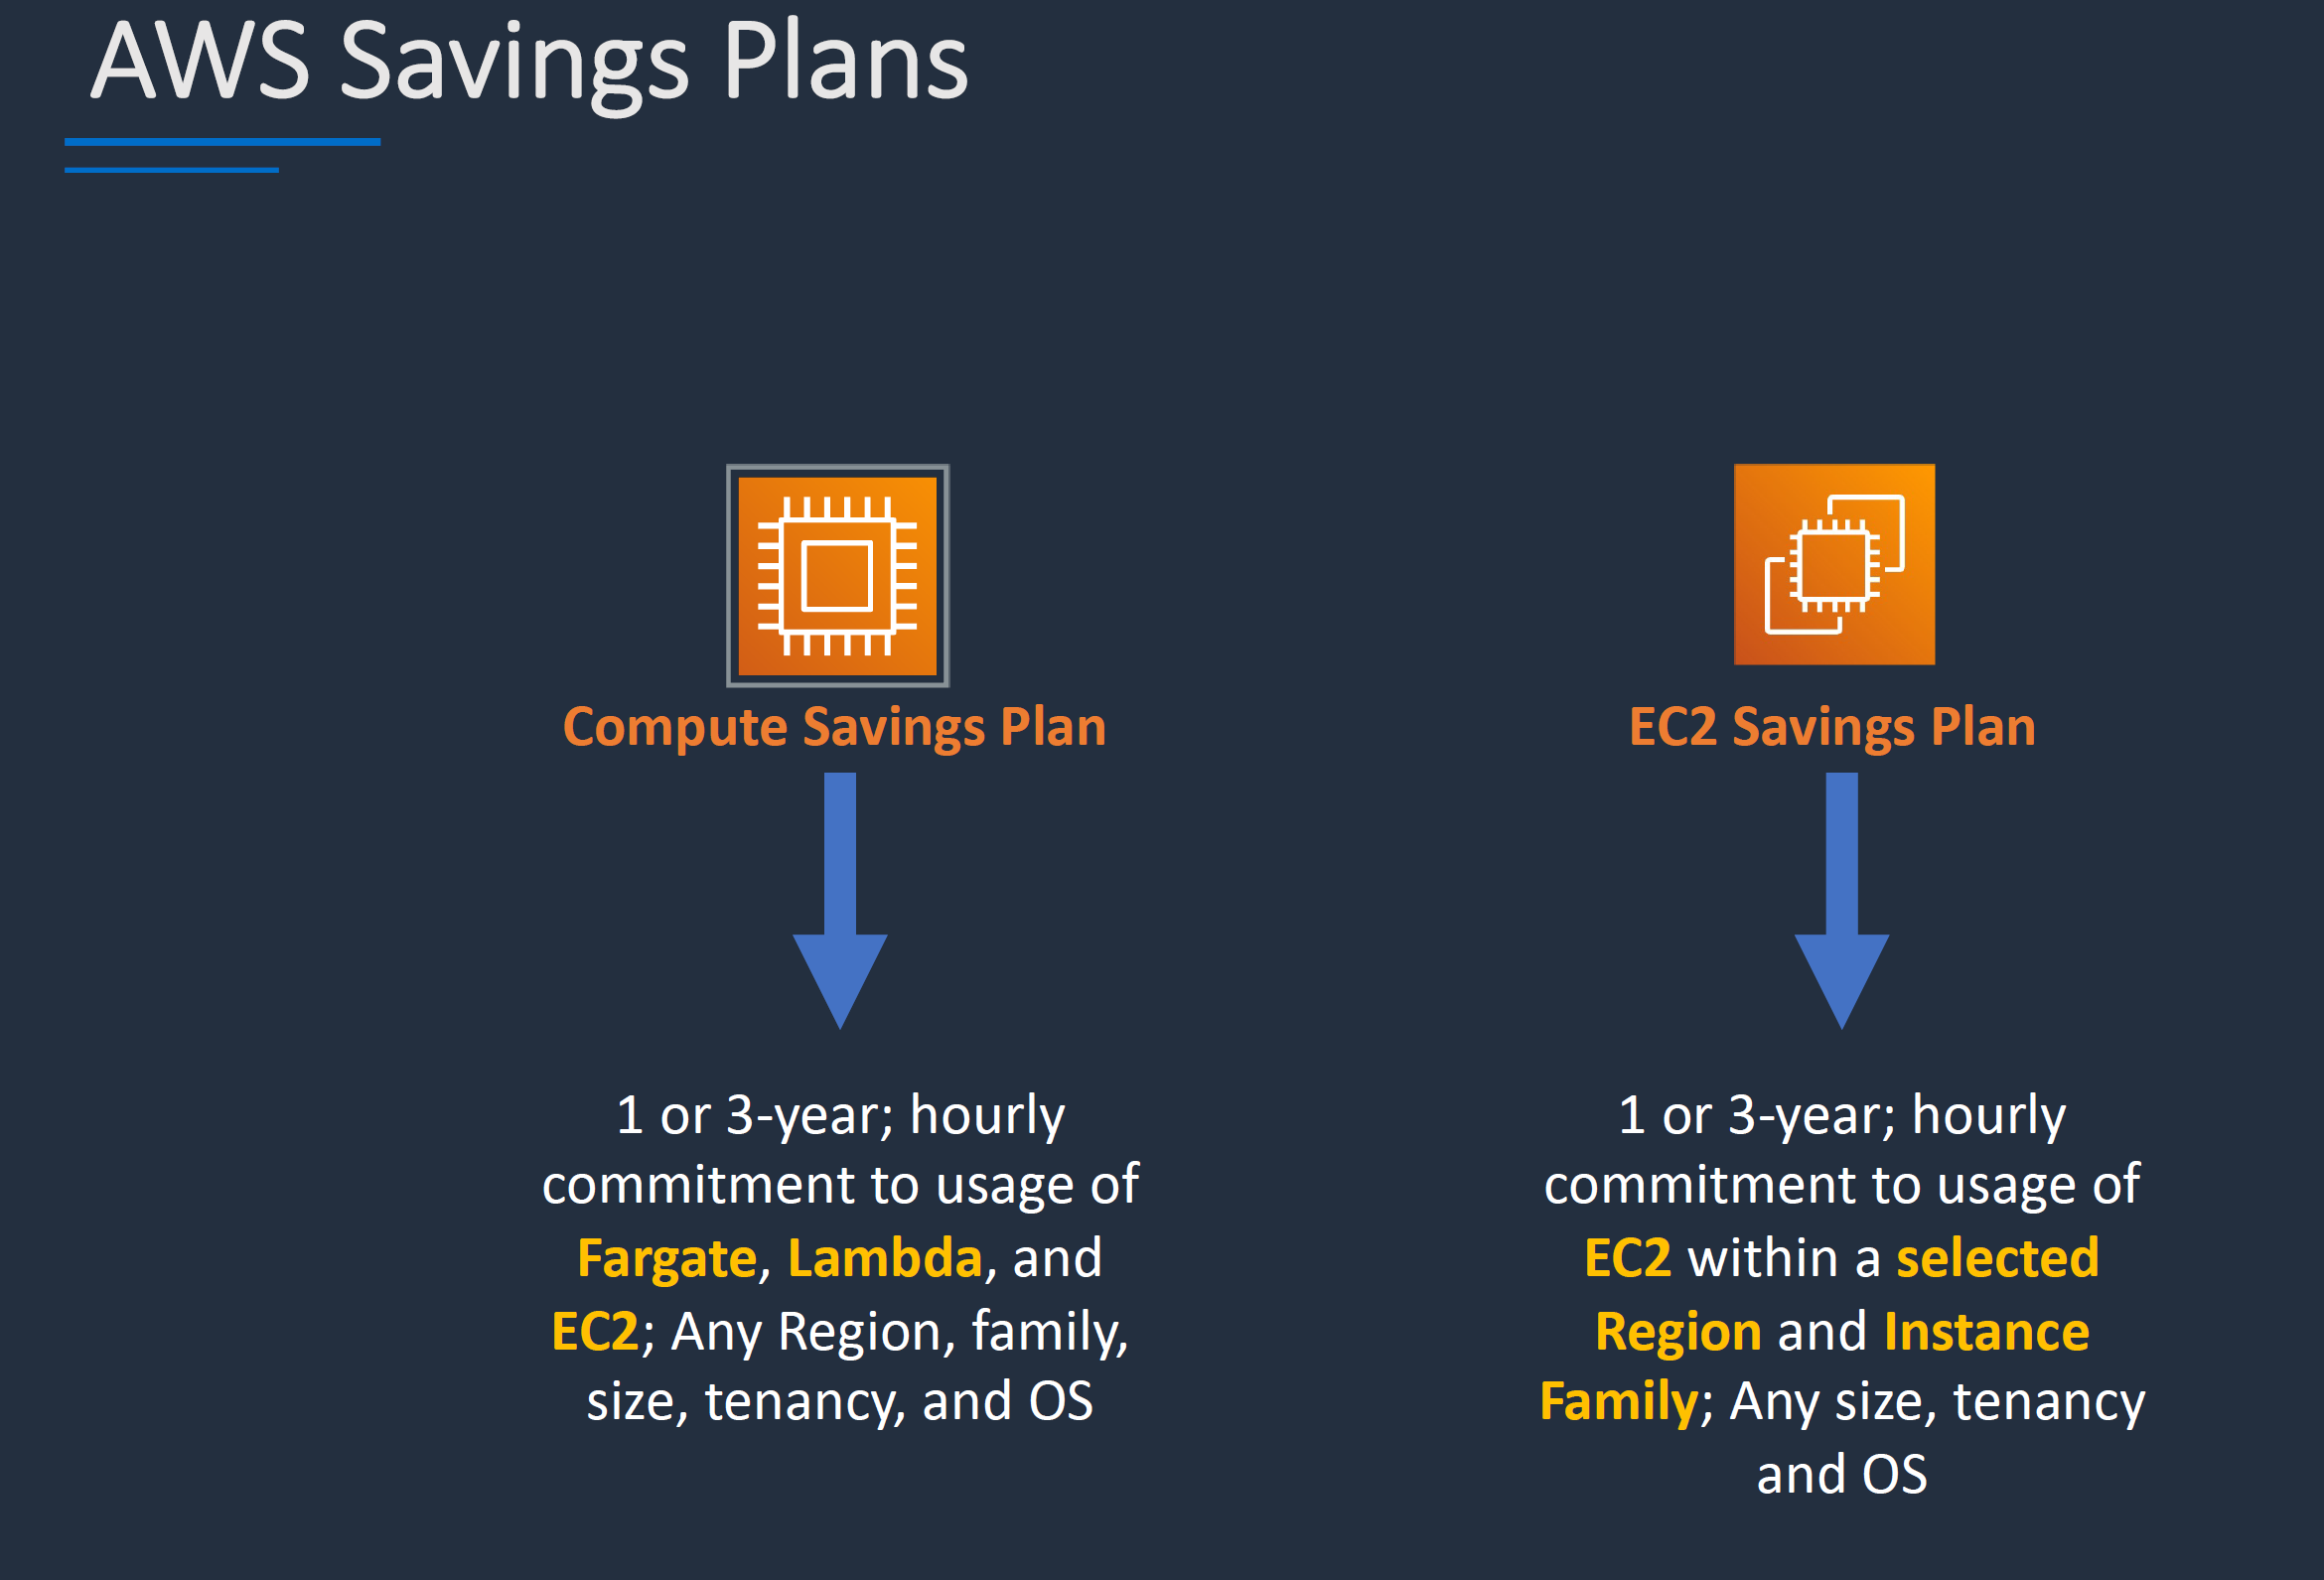 AWS Savings Plans
Compute Savings Plan
1 or 3-year; hourly
commitment to usage of
Fargate, Lambda, and
EC2; Any Region, family,
size, tenancy, and OS
EC2 Savings Plan
1 or 3-year; hourly
commitment to usage of
EC2 within a selected
Region and Instance
Family; Any size, tenancy
and OS